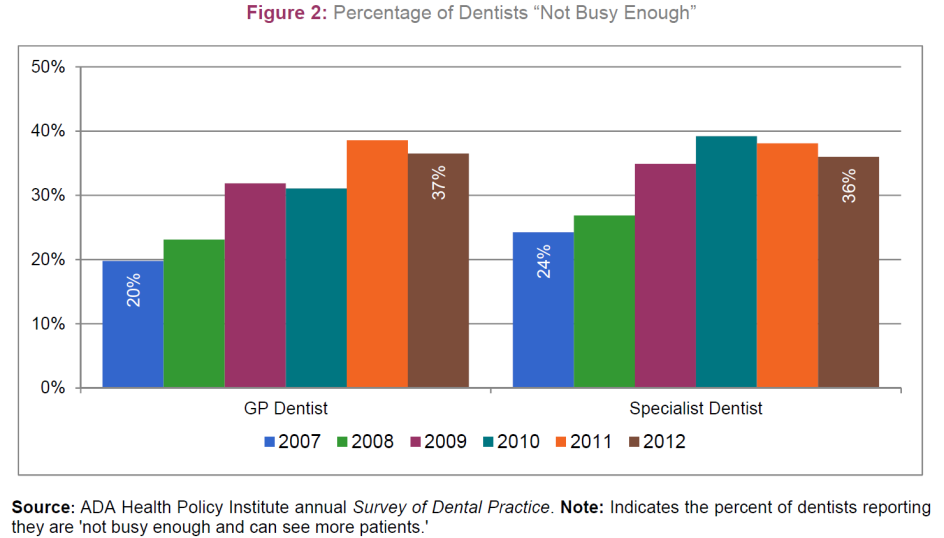 Figure 2: Percentage of Dentists “Not Busy Enough”
50%
40%
30%
20%
10%
0%
20%
37%
24%
36%
GP Dentist
Specialist Dentist
2007 2008 2009 2010 2011 2012
Source: ADA Health Policy Institute annual Survey of Dental Practice. Note: Indicates the percent of dentists reporting
they are 'not busy enough and can see more patients.'